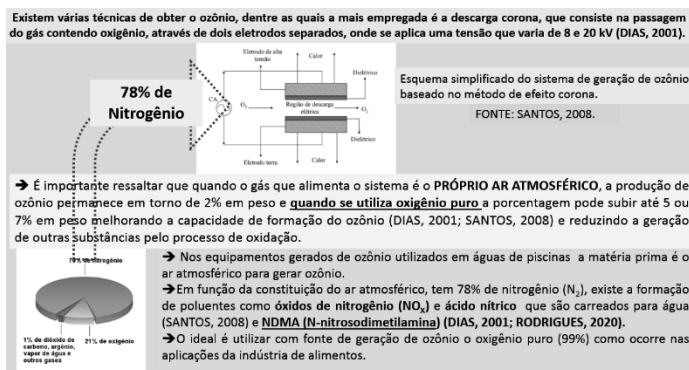 Existem várias técnicas de obter o ozônio, dentre as quais a mais empregada é a descarga corona, que consiste na passagem
do gás contendo oxigênio, através de dois eletrodos separados, onde se aplica uma tensão que varia de 8 e 20 kV (DIAS, 2001).
78% de
Nitrogênio
Eletrodo de alta
tensão
Calor
Dielétrico
CA
O₂
Região de descarga
elétrica
O₃
Dielétrico
Eletrodo terra
Calor
Esquema simplificado do sistema de geração de ozônio
baseado no método de efeito corona.
FONTE: SANTOS, 2008.
➔ É importante ressaltar que quando o gás que alimenta o sistema é o PRÓPRIO AR ATMOSFÉRICO, a produção de
ozônio permanece em torno de 2% em peso e quando se utiliza oxigênio puro a porcentagem pode subir até 5 ou
7% em peso melhorando a capacidade de formação do ozônio (DIAS, 2001; SANTOS, 2008) e reduzindo a geração
de outras substâncias pelo processo de oxidação.
78% de nitrogênio
1% de dióxido de
carbono, argônio,
vapor de água e
outros gases
21% de oxigênio
➔ Nos equipamentos gerados de ozônio utilizados em águas de piscinas a matéria prima é o
ar atmosférico para gerar ozônio.
➔Em função da constituição do ar atmosférico, tem 78% de nitrogênio (N₂), existe a formação
de poluentes como óxidos de nitrogênio (NOₓ) e ácido nítrico que são carreados para água
(SANTOS, 2008) e NDMA (N-nitrosodimetilamina) (DIAS, 2001; RODRIGUES, 2020).
➔O ideal é utilizar com fonte de geração de ozônio o oxigênio puro (99%) como ocorre nas
aplicações da indústria de alimentos.